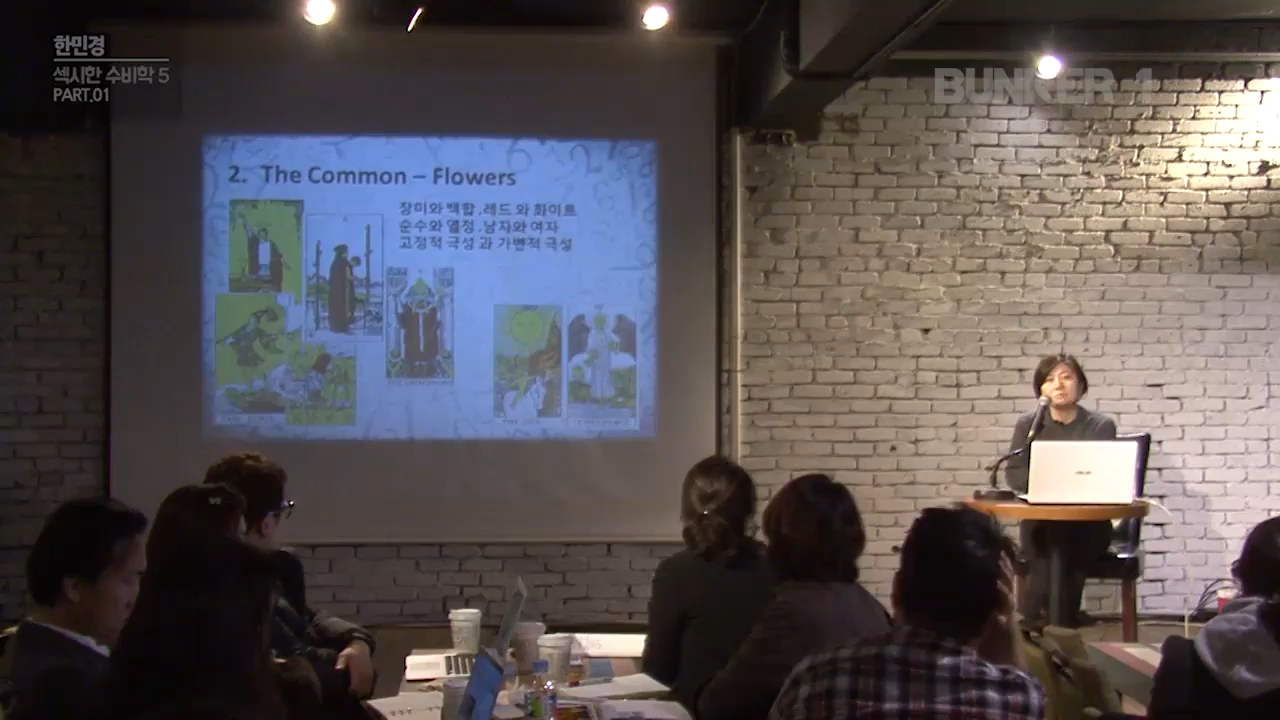 한민경
섹시한 수비학 5
PART.01
BUNKER 1
2. The Common – Flowers
장미와 백합 , 레드 와 화이트
순수와 열정 , 남자와 여자
고정적 극성 과 가변적 극성